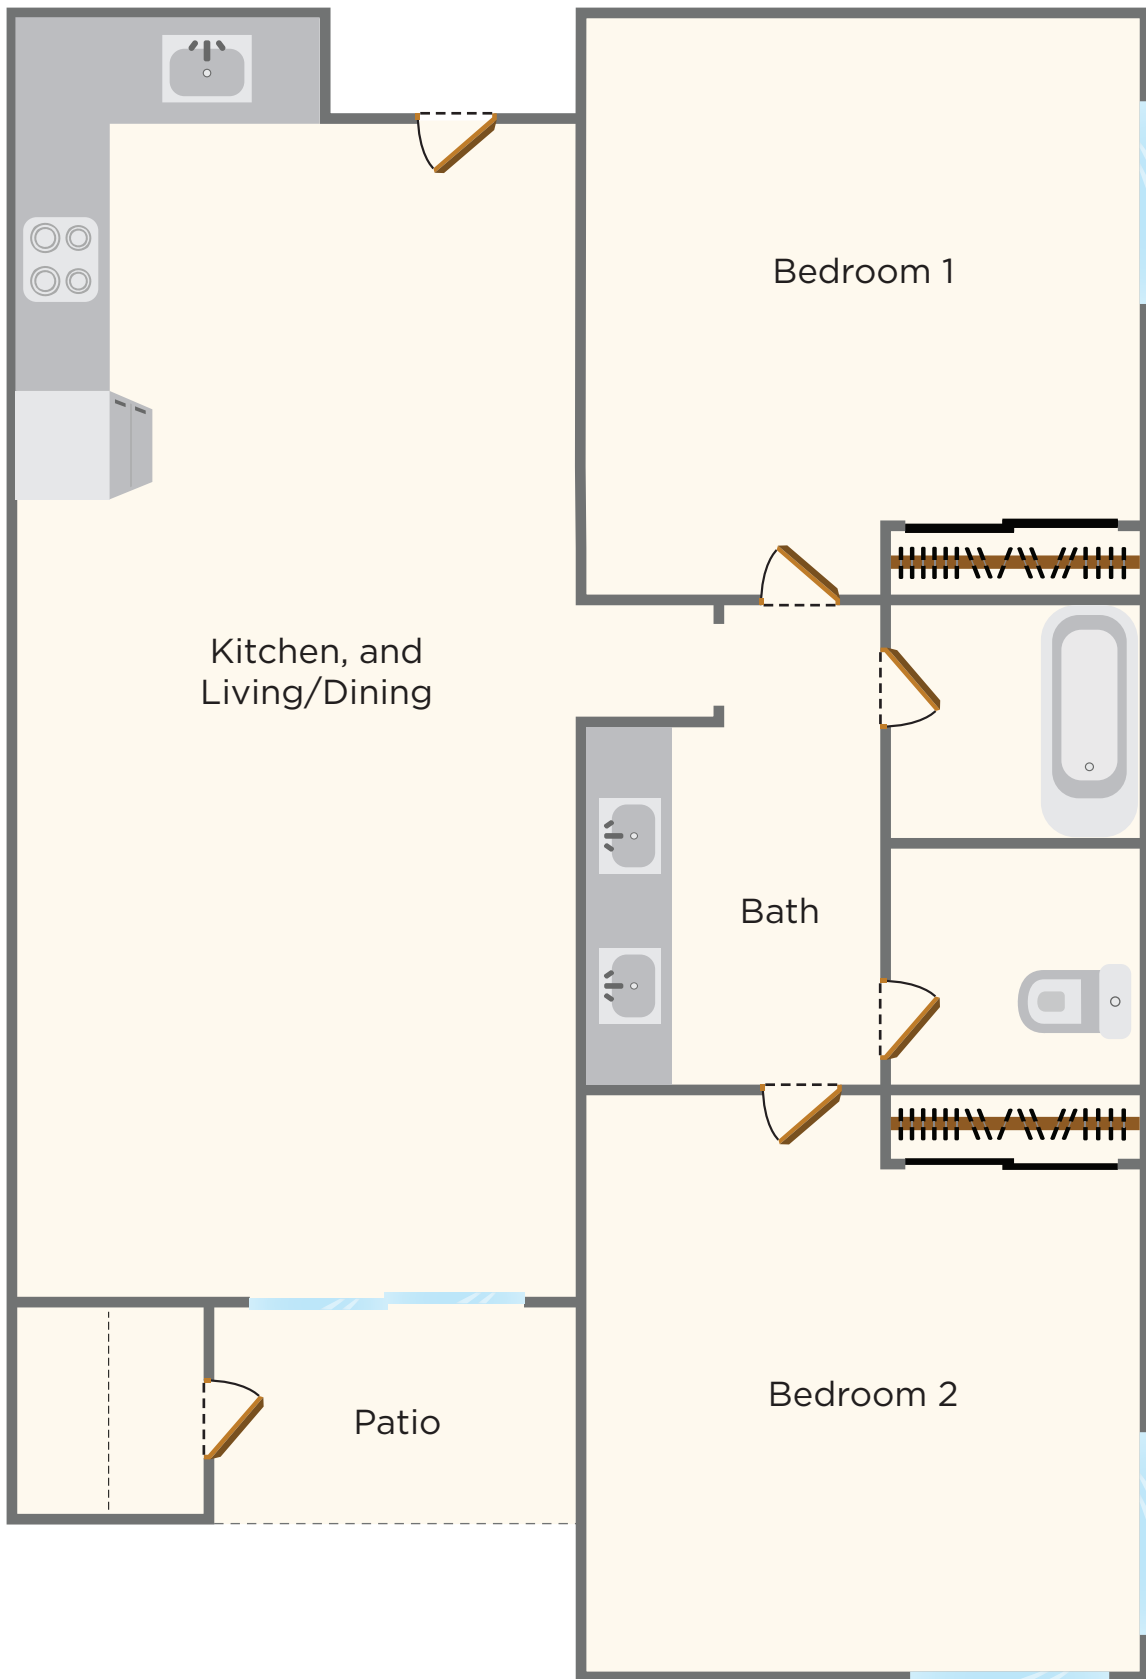 Bedroom 1
Kitchen, and
Living/Dining
Bath
Bedroom 2
Patio